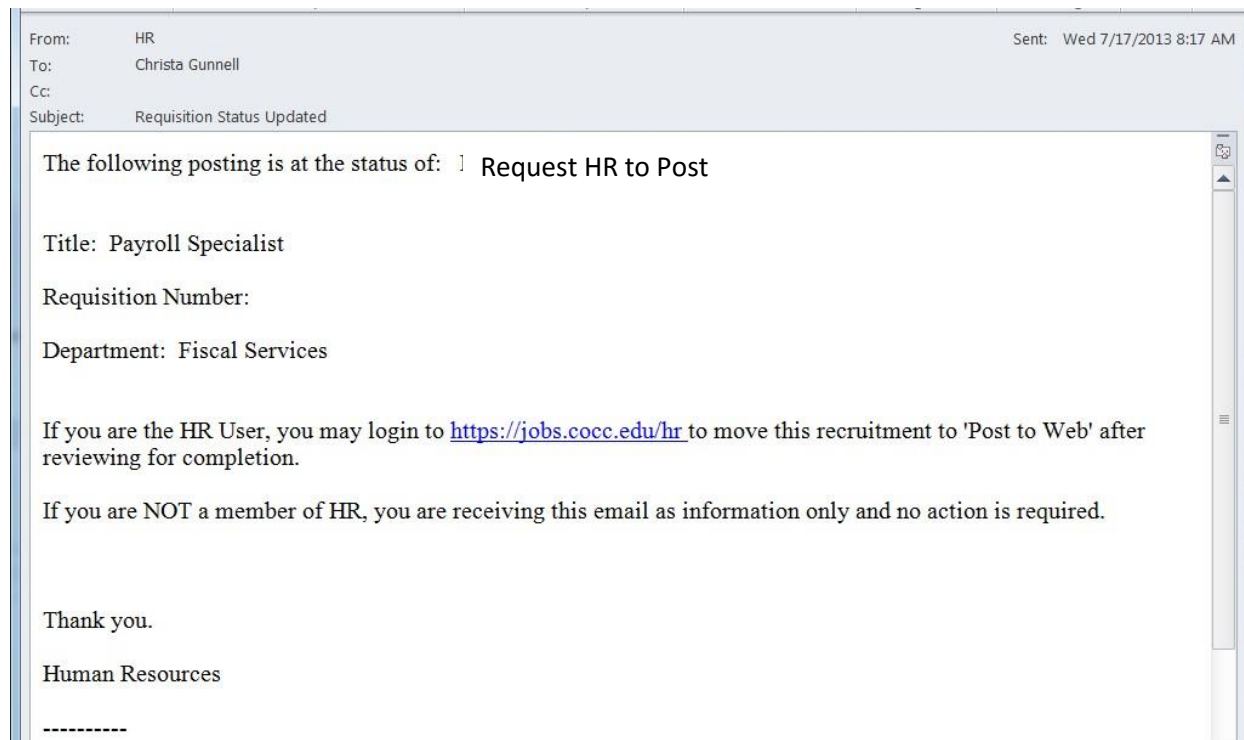 From: HR Sent: Wed 7/17/2013 8:17 AM
To: Christa Gunnell
Cc:
Subject: Requisition Status Updated
The following posting is at the status of: Request HR to Post
Title: Payroll Specialist
Requisition Number:
Department: Fiscal Services
If you are the HR User, you may login to https://jobs.cocc.edu/hr to move this recruitment to 'Post to Web' after
reviewing for completion.
If you are NOT a member of HR, you are receiving this email as information only and no action is required.
Thank you.
Human Resources
----------